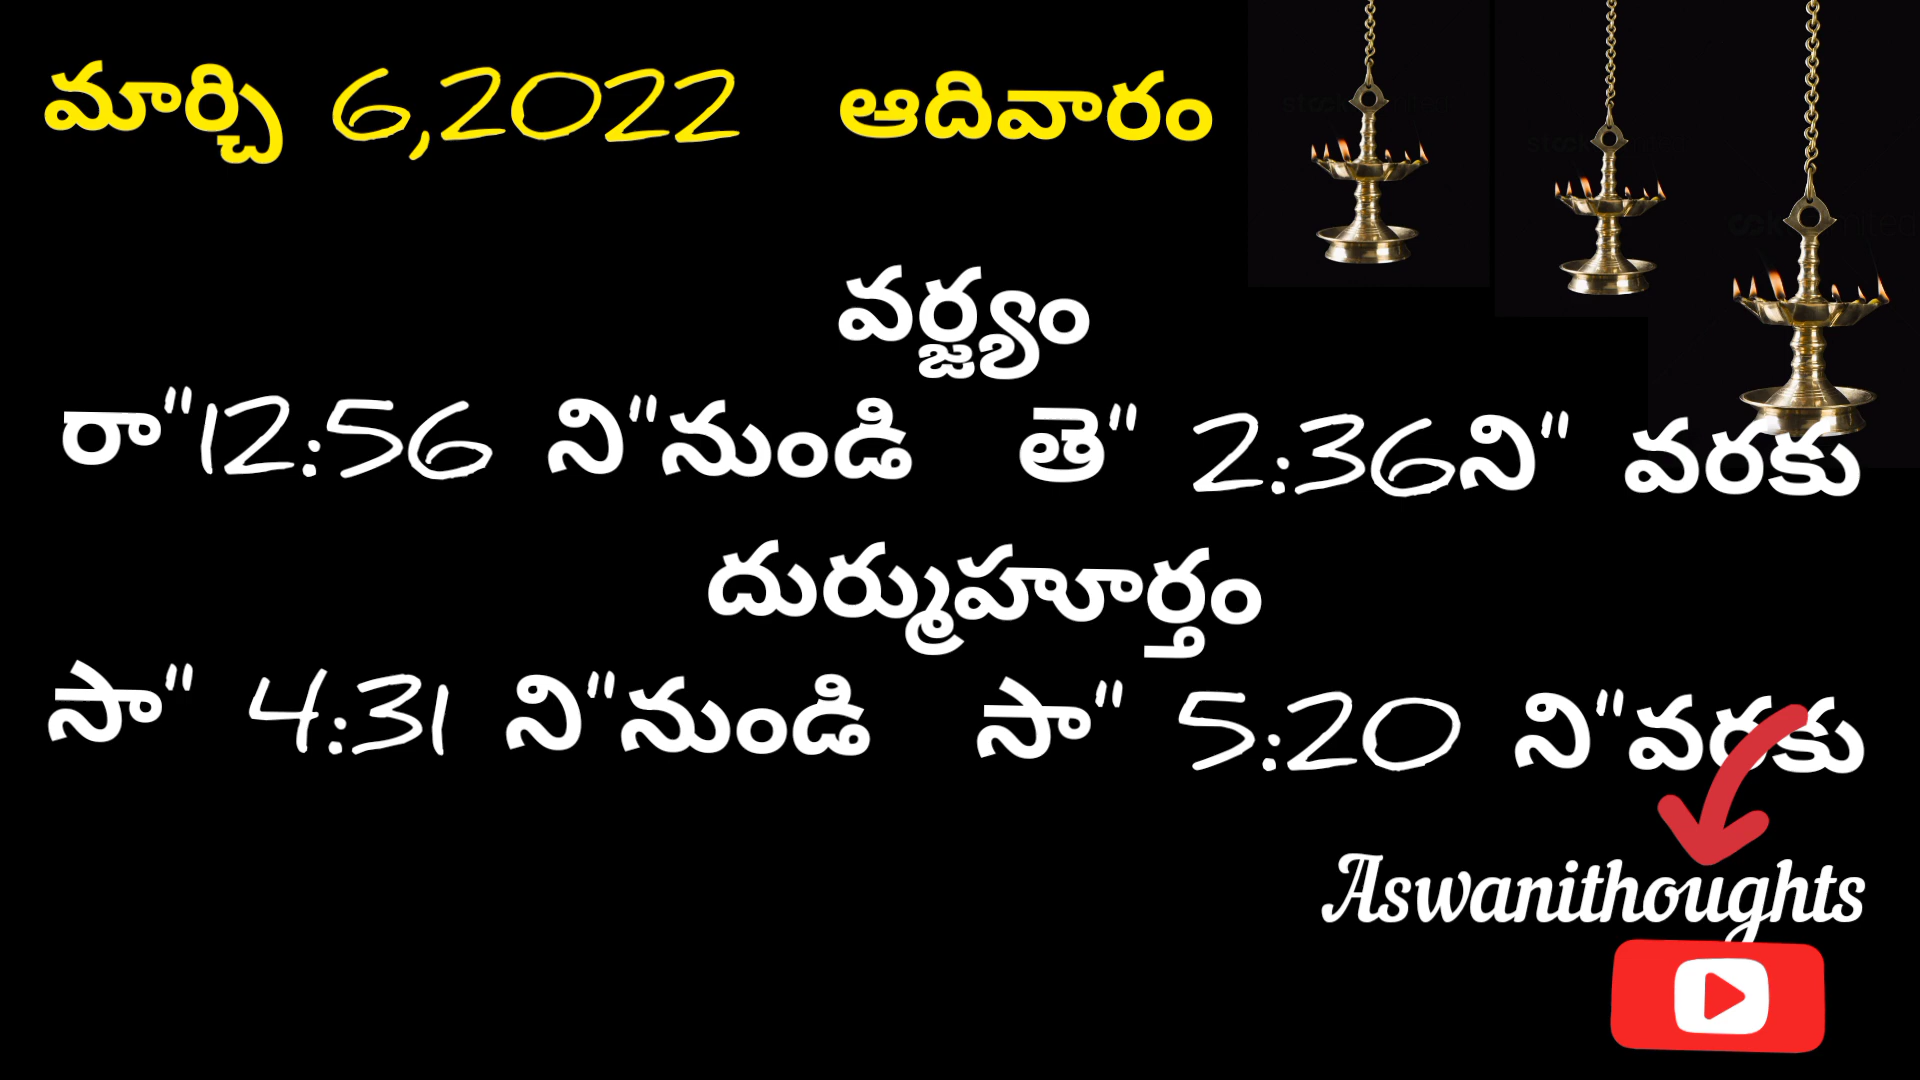 మార్చి 6,2022 ఆదివారం
వర్జ్యం
రా"12:56 ని"నుండి తె" 2:36ని" వరకు
దుర్ముహూర్తం
సా" 4:31 ని"నుండి సా" 5:20 ని"వరకు
Aswanithoughts